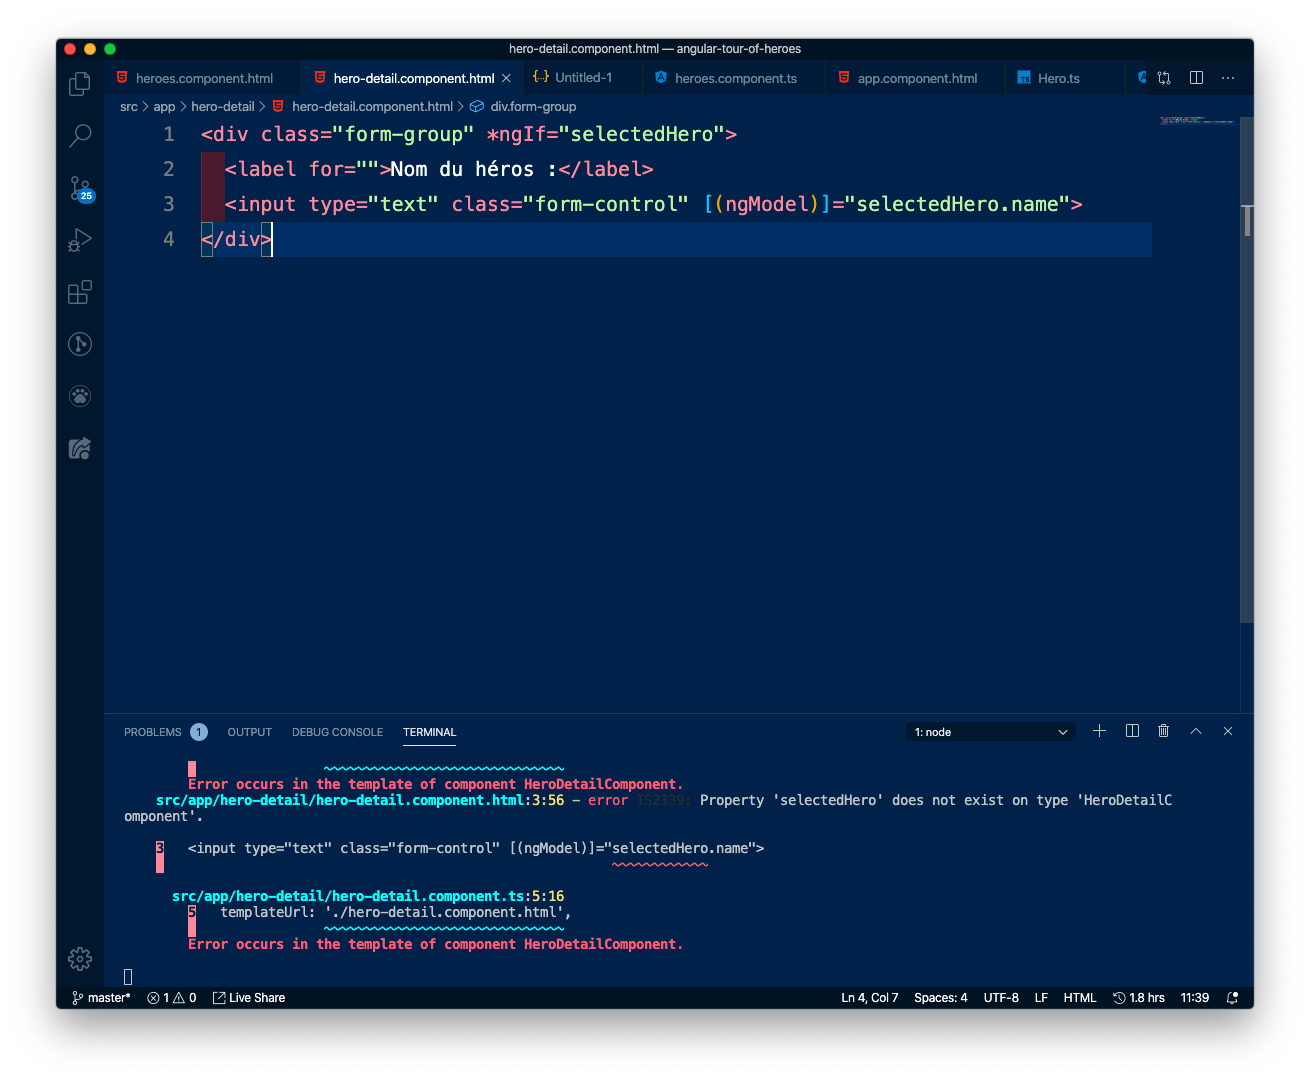 hero-detail.component.html — angular-tour-of-heroes
heroes.component.html hero-detail.component.html Untitled-1 heroes.component.ts app.component.html Hero.ts
src > app > hero-detail > hero-detail.component.html > div.form-group
1 <div class="form-group" *ngIf="selectedHero">
2 <label for="">Nom du héros :</label>
3 <input type="text" class="form-control" [(ngModel)]="selectedHero.name">
4 </div>
25
PROBLEMS 1 OUTPUT DEBUG CONSOLE TERMINAL 1: node
Error occurs in the template of component HeroDetailComponent.
src/app/hero-detail/hero-detail.component.html:3:56 - error TS2339: Property 'selectedHero' does not exist on type 'HeroDetailC
omponent'.
3 <input type="text" class="form-control" [(ngModel)]="selectedHero.name">
src/app/hero-detail/hero-detail.component.ts:5:16
5 templateUrl: './hero-detail.component.html',
Error occurs in the template of component HeroDetailComponent.
master* 1 0 Live Share Ln 4, Col 7 Spaces: 4 UTF-8 LF HTML 1.8 hrs 11:39